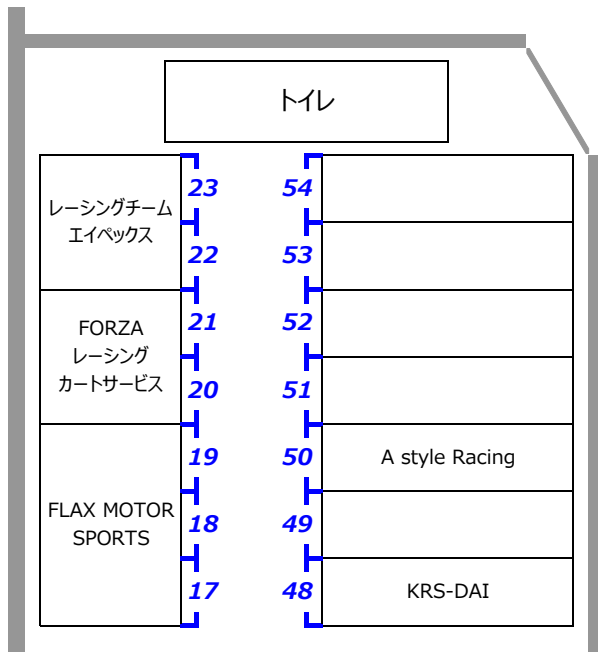 トイレ
レーシングチーム
エイペックス
23
54
22
53
FORZA
レーシング
カートサービス
21
52
20
51
FLAX MOTOR
SPORTS
19
50
A style Racing
18
49
17
48
KRS-DAI